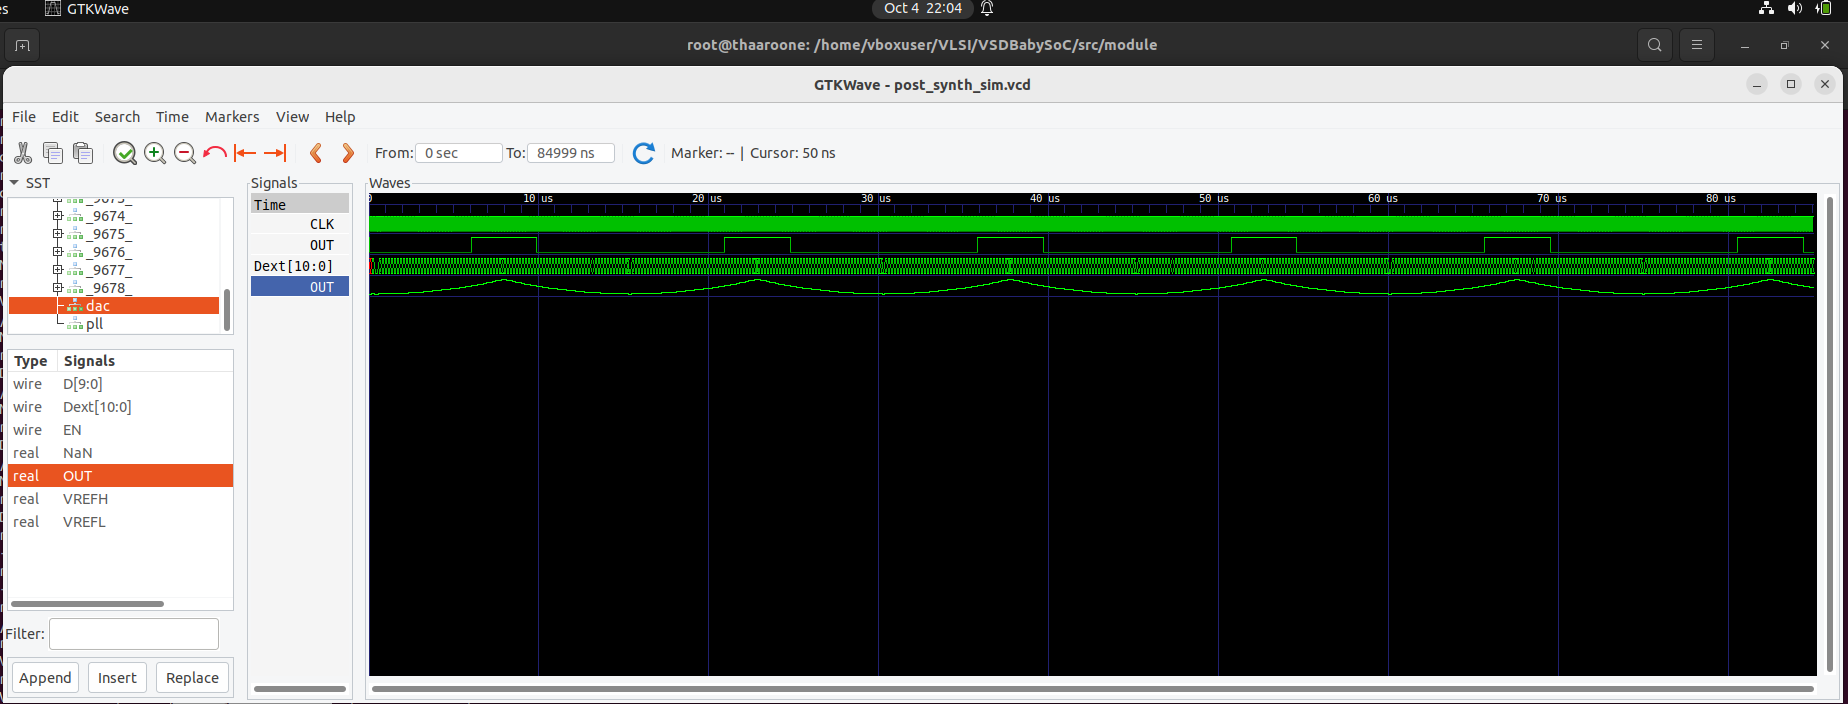 es GTKWave Oct 4 22:04
root@thaaroone: /home/vboxuser/VLSI/VSDBabySoC/src/module
GTKWave - post_synth_sim.vcd
File Edit Search Time Markers View Help
From: 0 sec To: 84999 ns Marker: -- | Cursor: 50 ns
SST
_9673_
_9674_
_9675_
_9676_
_9677_
_9678_
dac
pll
Type Signals
wire D[9:0]
wire Dext[10:0]
wire EN
real NaN
real OUT
real VREFH
real VREFL
Filter:
Append Insert Replace
Signals
Time
CLK
OUT
Dext[10:0]
OUT
Waves
0 10 us 20 us 30 us 40 us 50 us 60 us 70 us 80 us